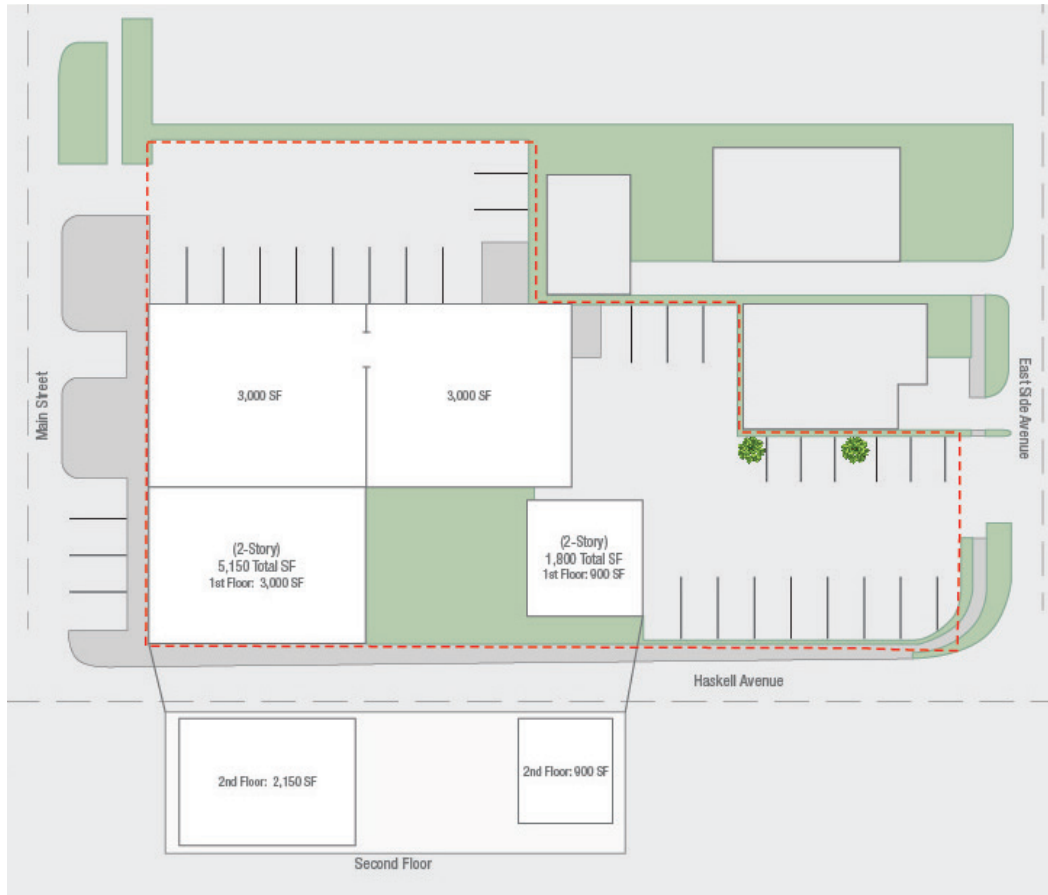 Main Street
3,000 SF
3,000 SF
East Side Avenue
(2-Story)
5,150 Total SF
1st Floor: 3,000 SF
(2-Story)
1,800 Total SF
1st Floor: 900 SF
Haskell Avenue
2nd Floor: 2,150 SF
2nd Floor: 900 SF
Second Floor